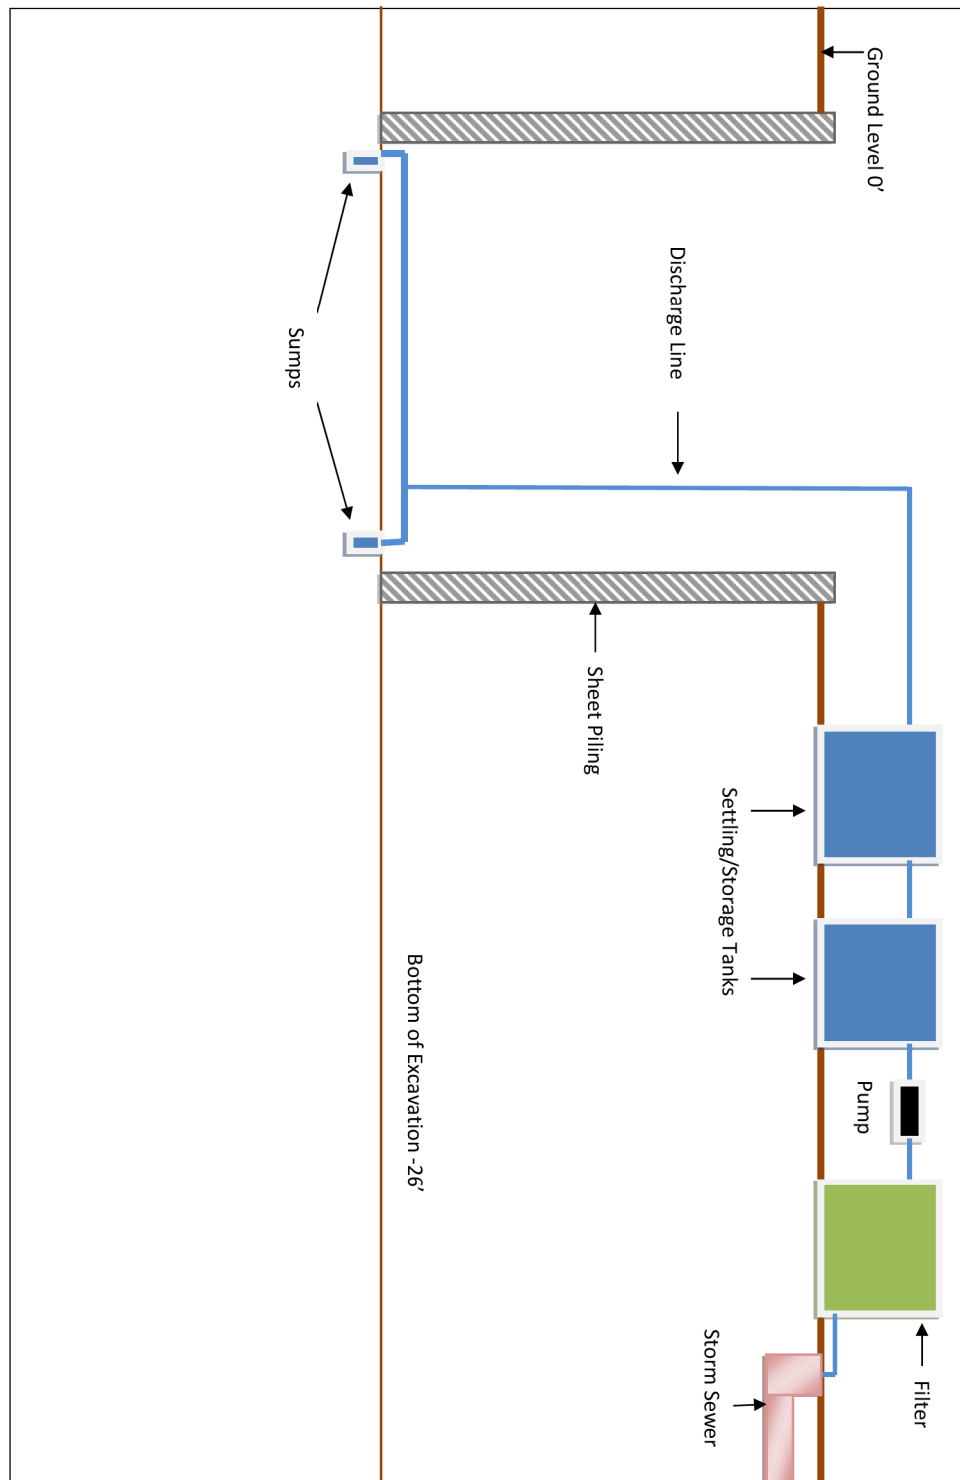 Ground Level 0’
Discharge Line
Sumps
Sheet Piling
Settling/Storage Tanks
Pump
Filter
Storm Sewer
Bottom of Excavation -26’